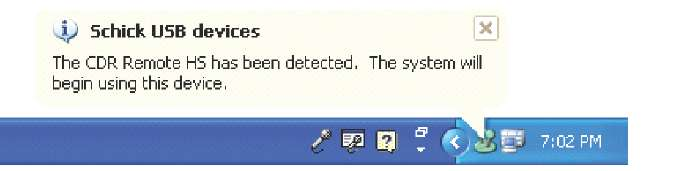 Schick USB devices
The CDR Remote HS has been detected. The system will
begin using this device.
7:02 PM